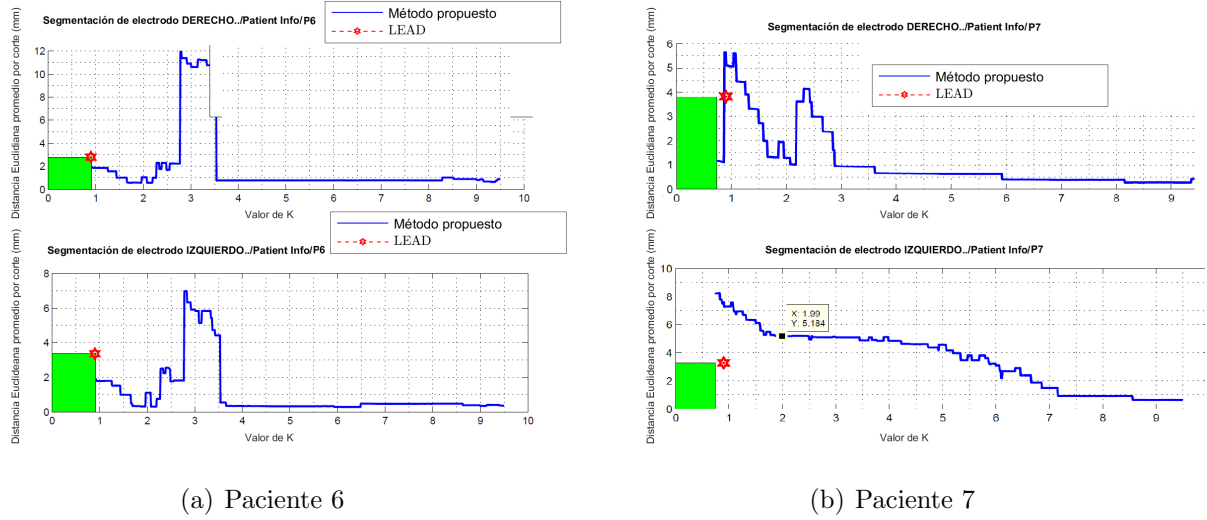 Segmentación de electrodo DERECHO../Patient Info/P6
Método propuesto
LEAD
Distancia Euclidiana promedio por corte (mm)
12
10
8
6
4
2
0
0 1 2 3 4 5 6 7 8 9 10
Valor de K
Segmentación de electrodo IZQUIERDO../Patient Info/P6
Método propuesto
LEAD
Distancia Euclideana promedio por corte (mm)
8
6
4
2
0
0 1 2 3 4 5 6 7 8 9 10
Valor de K
(a) Paciente 6
Segmentación de electrodo DERECHO../Patient Info/P7
Método propuesto
LEAD
Distancia Euclidiana promedio por corte (mm)
6
5
4
3
2
1
0
0 1 2 3 4 5 6 7 8 9
Valor de K
Segmentación de electrodo IZQUIERDO../Patient Info/P7
Distancia Euclideana promedio por corte (mm)
10
8
6
4
2
0
X: 1.99
Y: 5.184
0 1 2 3 4 5 6 7 8 9
Valor de K
(b) Paciente 7